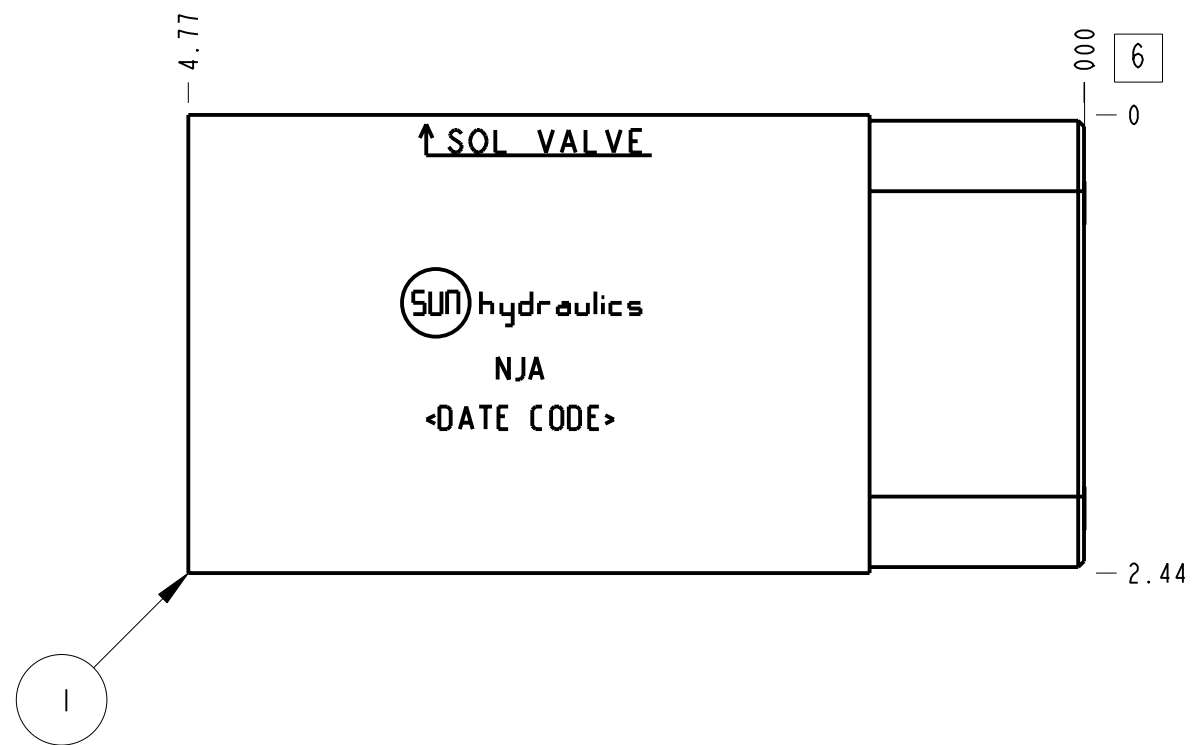 4.77
000
6
0
SOL VALVE
SUN hydraulics
NJA
<DATE CODE>
2.44
1